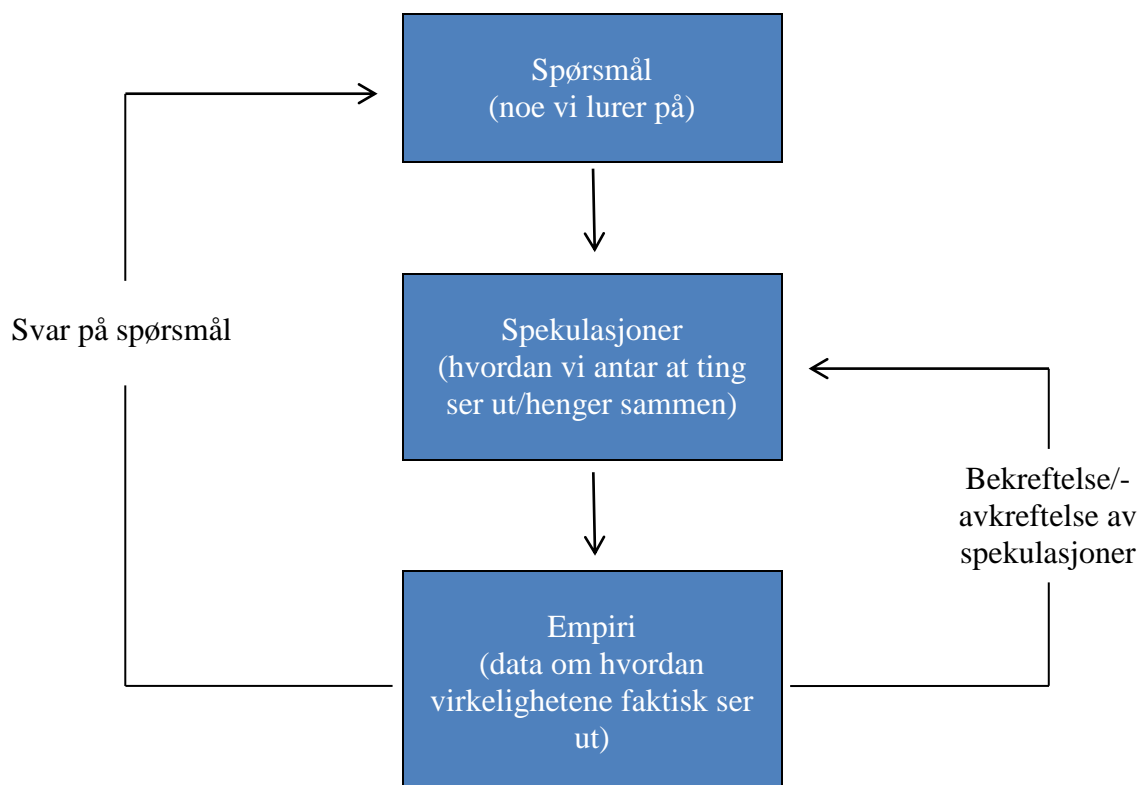 Spørsmål
(noe vi lurer på)
Svar på spørsmål
Spekulasjoner
(hvordan vi antar at ting
ser ut/henger sammen)
Bekreftelse/-
avkreftelse av
spekulasjoner
Empiri
(data om hvordan
virkelighetene faktisk ser
ut)